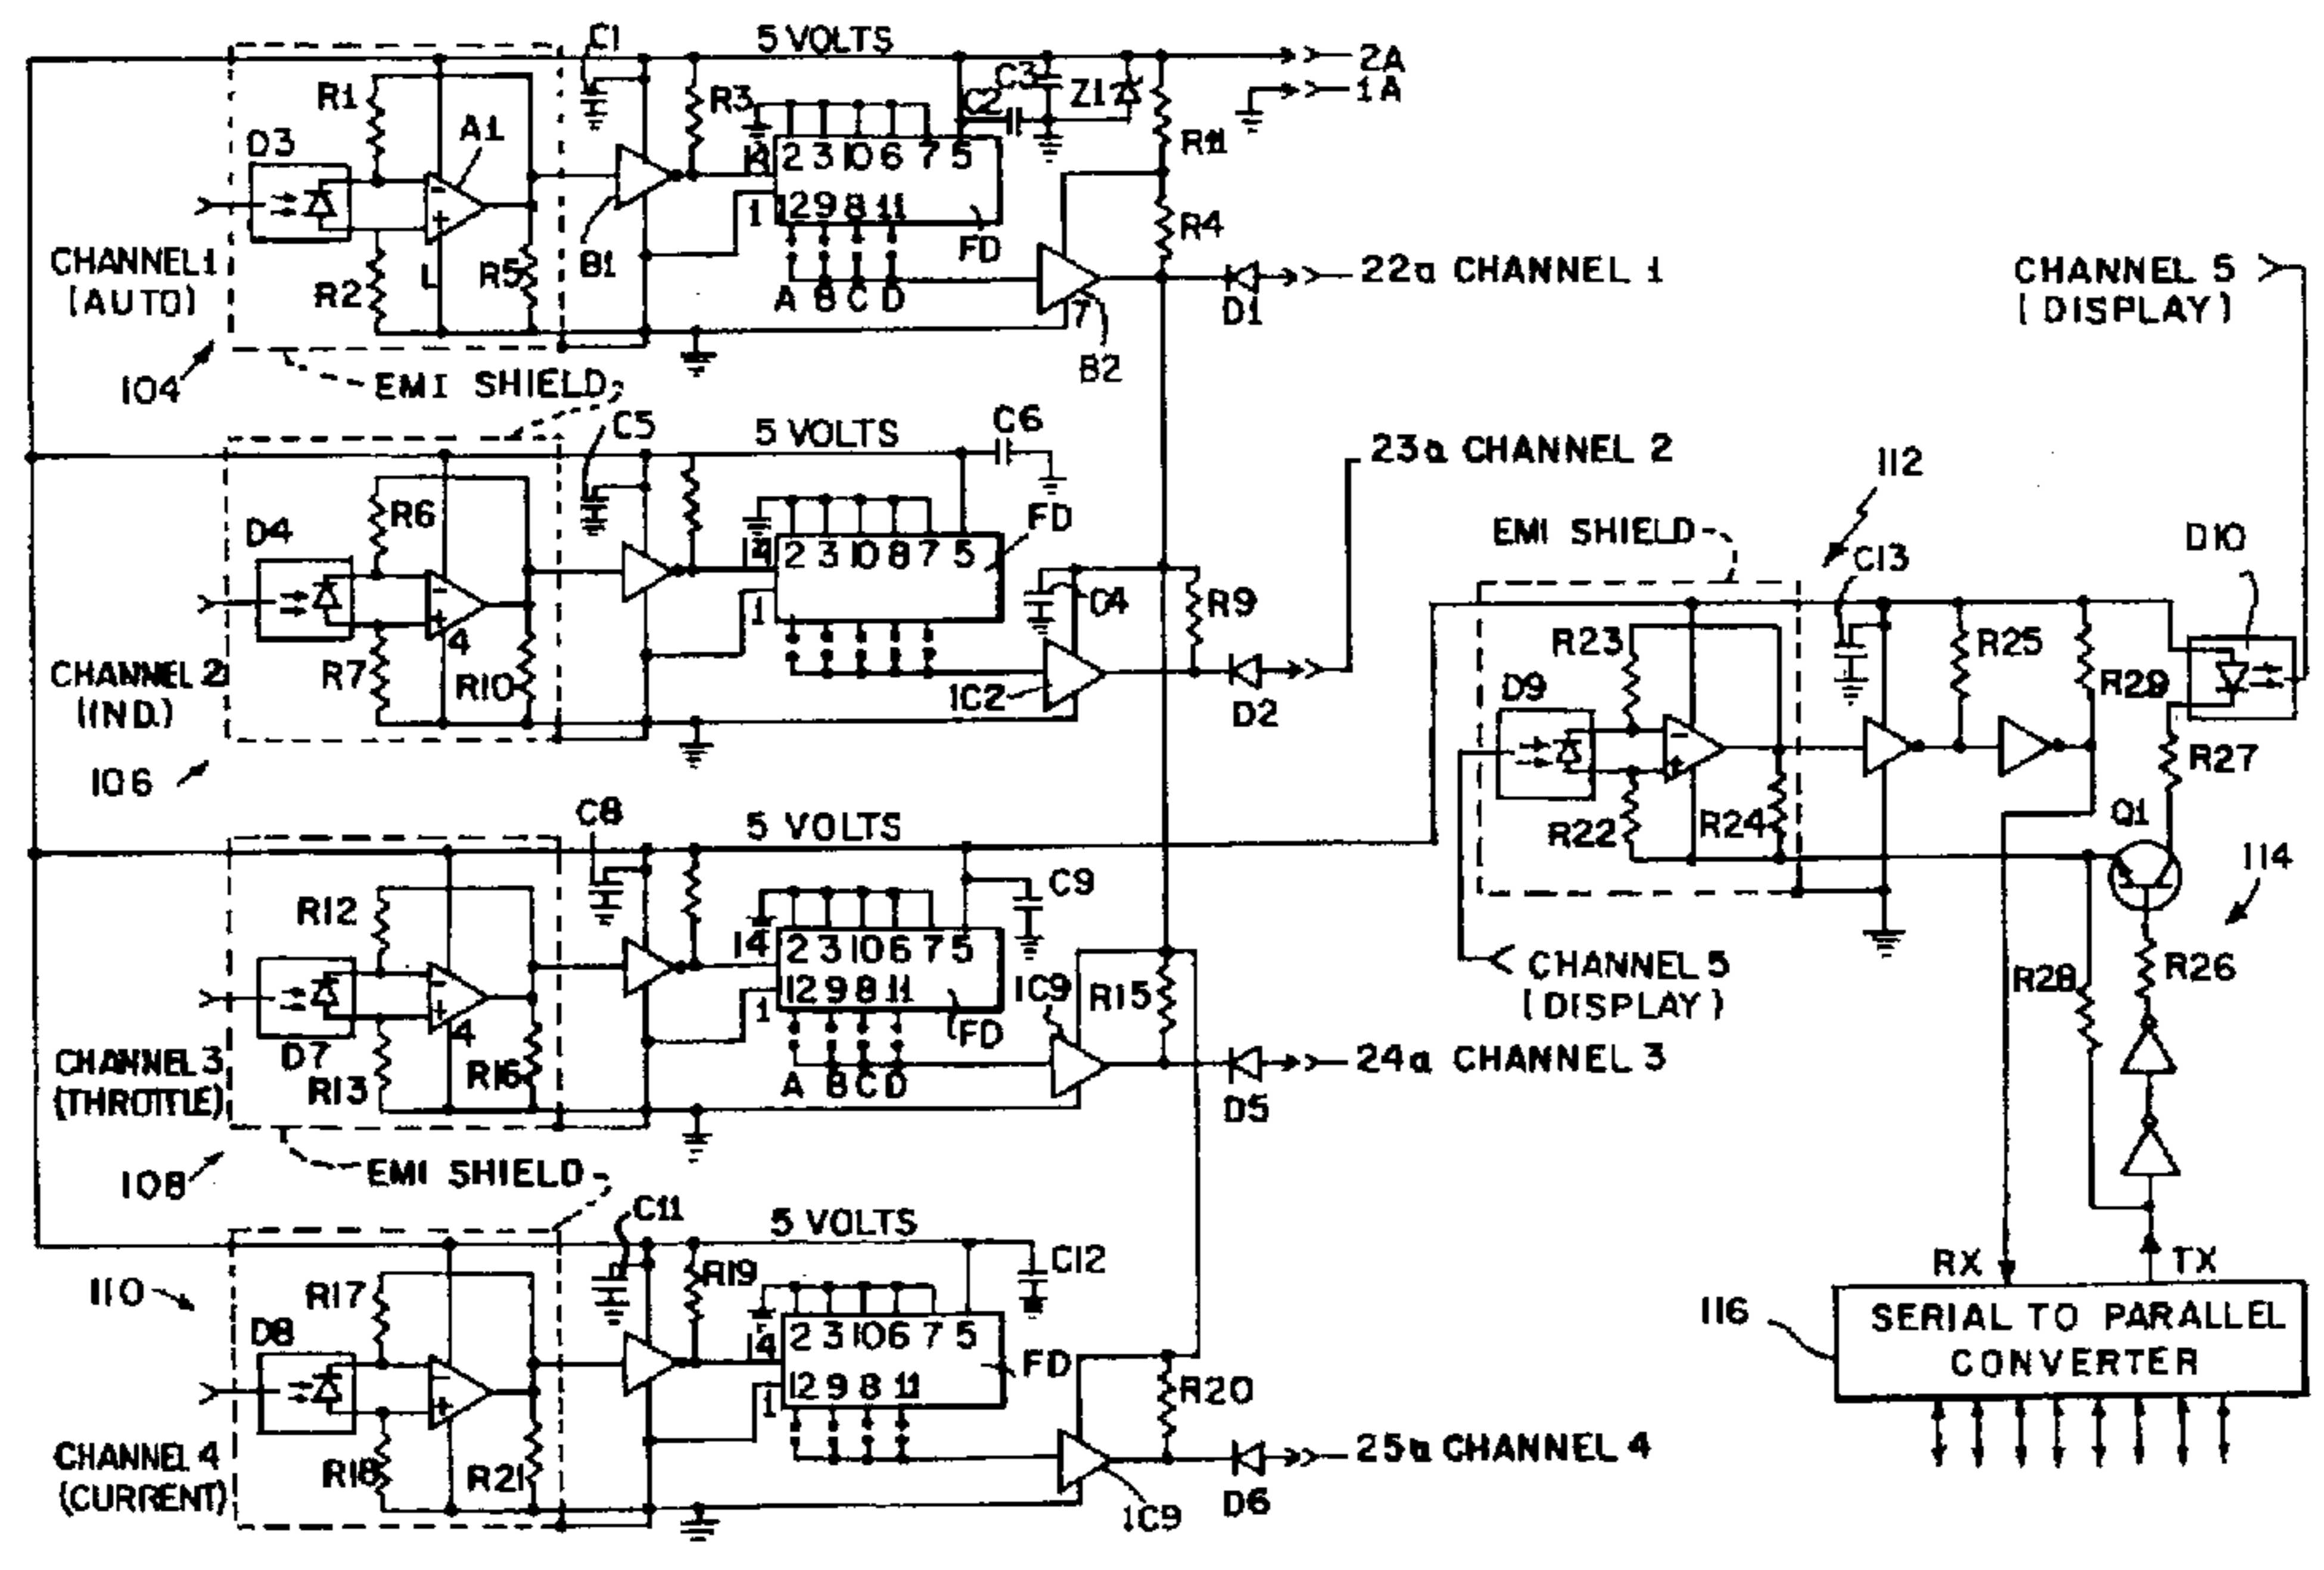 C1
5 VOLTS
2A
C3
Z1
1A
R1
R3
C2
D3
A1
R11
14
2 3 10 6 7 5
12 9 8 11
1
R4
FD
B1
CHANNEL 1
(AUTO)
R2
L
R5
A B C D
7
D1
22a CHANNEL 1
B2
CHANNEL 5
(DISPLAY)
104
EMI SHIELD
C5
5 VOLTS
C6
23a CHANNEL 2
112
R6
D4
FD
14
2 3 10 8 7 5
1
C4
R9
4
CHANNEL 2
(IND.)
R7
R10
1C2
D2
106
EMI SHIELD
C13
D10
R23
R25
D9
R29
R27
R22
R24
Q1
114
C8
5 VOLTS
C9
R12
14
2 3 10 6 7 5
12 9 8 11
1
1C9
R15
FD
D7
4
CHANNEL 3
(THROTTLE)
R13
R16
A B C D
24a CHANNEL 3
D5
CHANNEL 5
(DISPLAY)
R28
R26
108
EMI SHIELD
C11
5 VOLTS
C12
110
R17
R19
D8
14
2 3 10 6 7 5
12 9 8 11
1
FD
R20
CHANNEL 4
(CURRENT)
R18
R21
25a CHANNEL 4
D6
1C9
RX
TX
116
SERIAL TO PARALLEL
CONVERTER